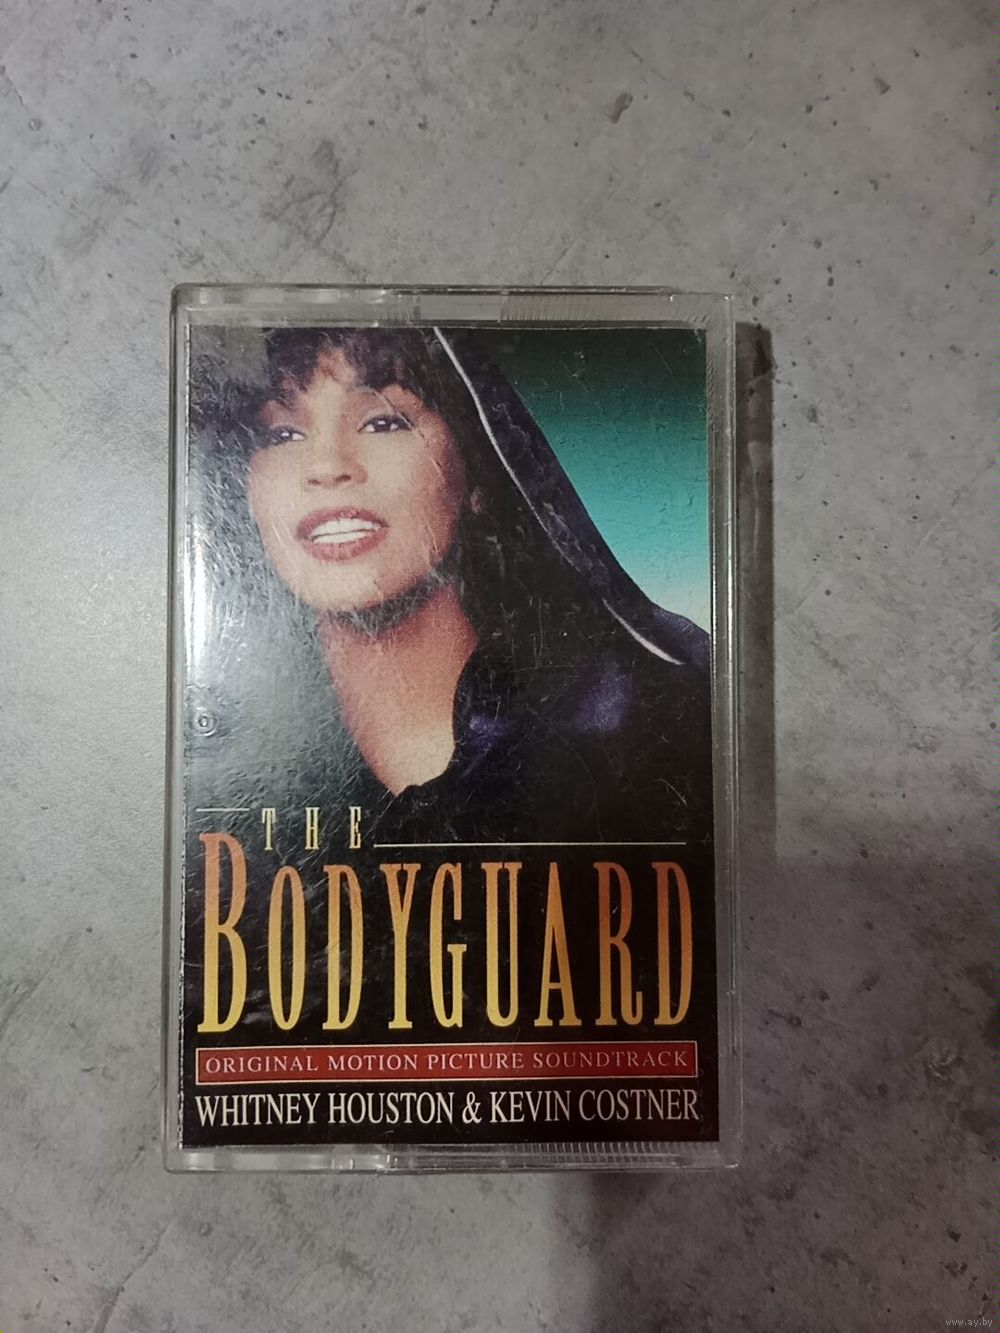 THE
BODYGUARD
ORIGINAL MOTION PICTURE SOUNDTRACK
WHITNEY HOUSTON & KEVIN COSTNER
www.ay.by